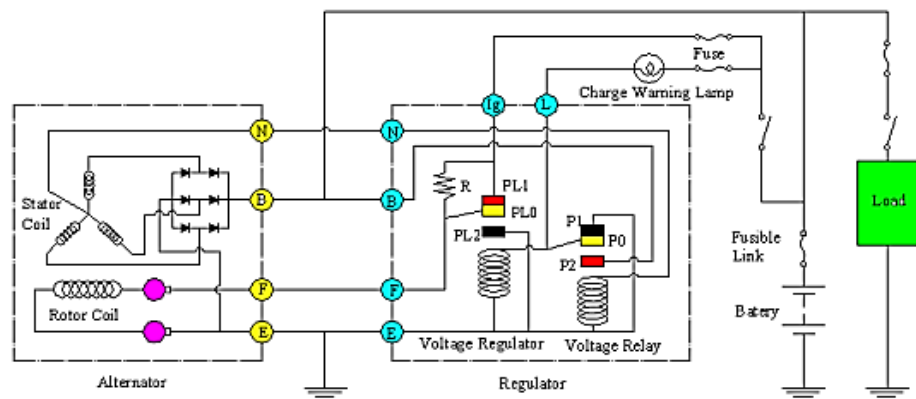 Fuse
Ig
L
Charge Warning Lamp
N
N
R
PL1
Stator
Coil
B
B
PL0
Load
PL2
P1
P0
Fusible
Link
P2
F
F
Rotor Coil
Batery
E
E
Voltage Regulator
Voltage Relay
Alternator
Regulator